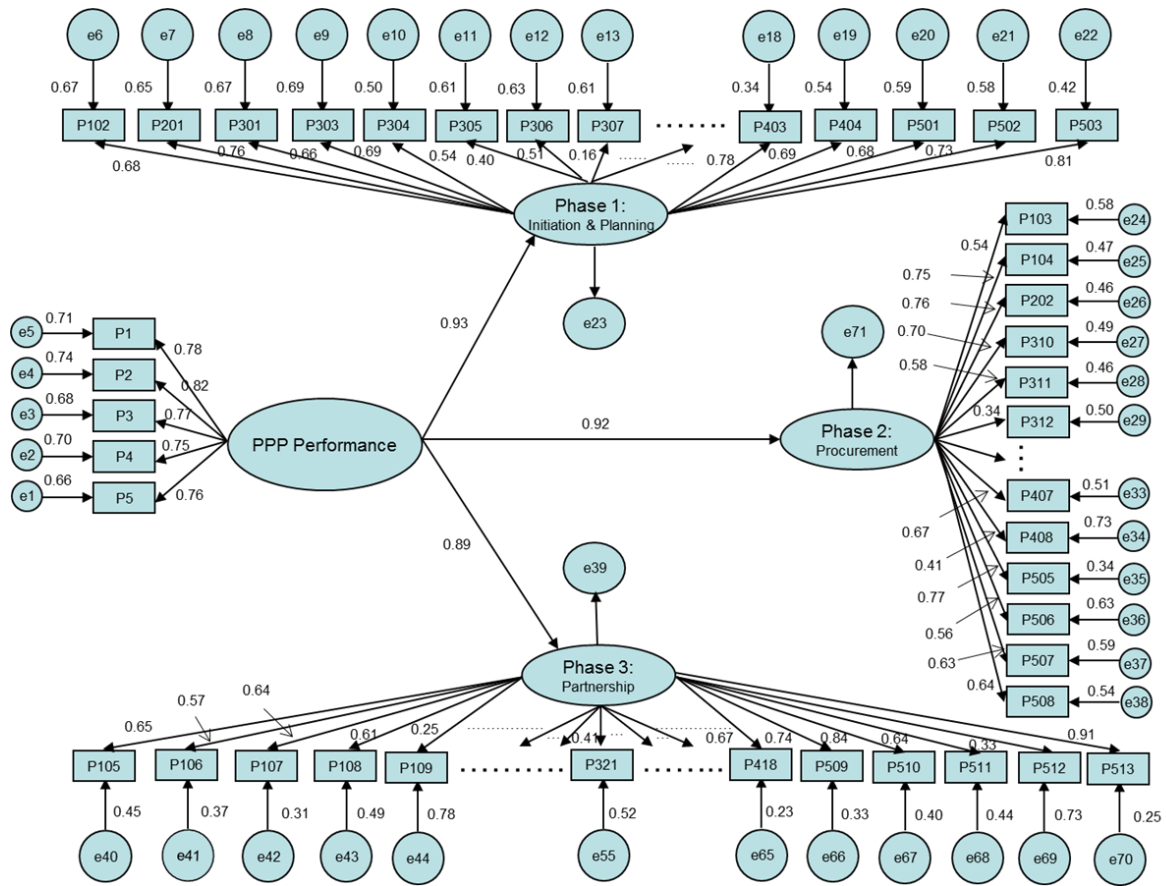 e6 e7 e8 e9 e10 e11 e12 e13 e18 e19 e20 e21 e22
0.67 0.65 0.67 0.69 0.50 0.61 0.63 0.61 0.34 0.54 0.59 0.58 0.42
P102 P201 P301 P303 P304 P305 P306 P307 P403 P404 P501 P502 P503
0.68 0.76 0.66 0.69 0.54 0.40 0.51 0.16 0.78 0.69 0.68 0.73 0.81
Phase 1:
Initiation & Planning
e23
0.93
0.71
e5 P1
0.78
0.74
e4 P2
0.82
0.68
e3 P3
0.77
0.70
e2 P4
0.75
0.66
e1 P5
0.76
PPP Performance
0.92
e71
Phase 2:
Procurement
0.54 P103 0.58 e24
0.75 P104 0.47 e25
0.76 P202 0.46 e26
0.70 P310 0.49 e27
0.58 P311 0.46 e28
0.34 P312 0.50 e29
0.67 P407 0.51 e33
0.41 P408 0.73 e34
0.77 P505 0.34 e35
0.56 P506 0.63 e36
0.63 P507 0.59 e37
0.64 P508 0.54 e38
0.89
e39
Phase 3:
Partnership
0.65 0.57 0.64 0.61 0.25 0.41 0.67 0.74 0.84 0.64 0.33 0.91
P105 P106 P107 P108 P109 P321 P418 P509 P510 P511 P512 P513
0.45 0.37 0.31 0.49 0.78 0.52 0.23 0.33 0.40 0.44 0.73 0.25
e40 e41 e42 e43 e44 e55 e65 e66 e67 e68 e69 e70